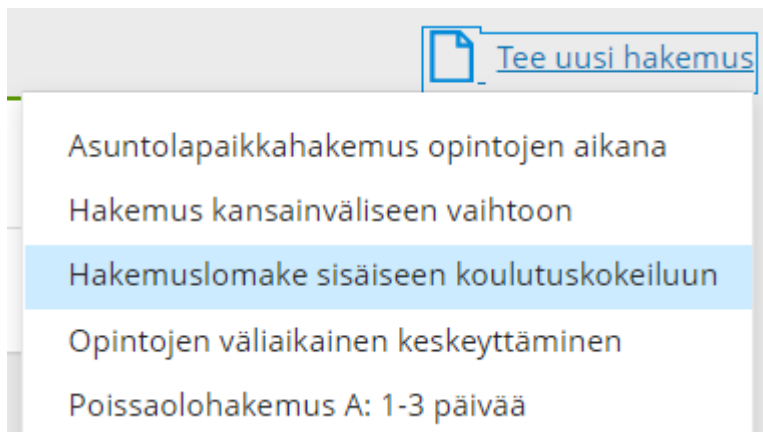 Tee uusi hakemus
Asuntolapaikkahakemus opintojen aikana
Hakemus kansainväliseen vaihtoon
Hakemuslomake sisäiseen koulutuskokeiluun
Opintojen väliaikainen keskeyttäminen
Poissaolohakemus A: 1-3 päivää